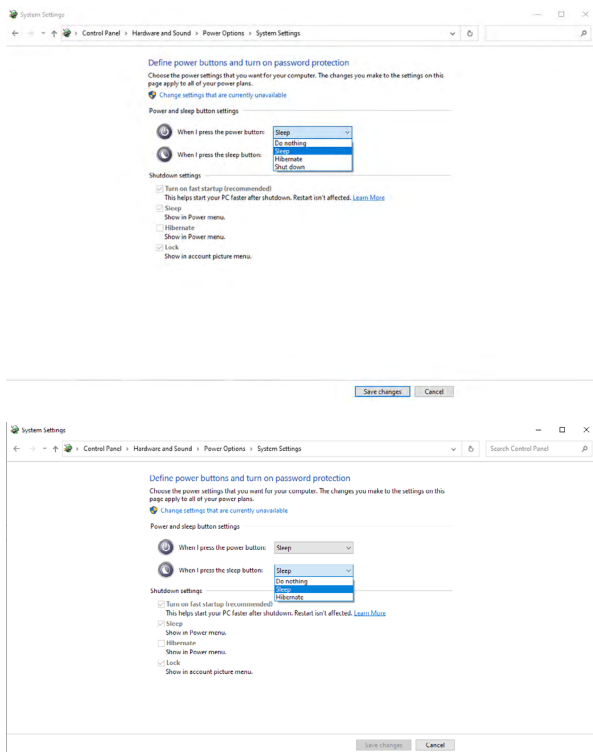 System Settings
Control Panel > Hardware and Sound > Power Options > System Settings
Define power buttons and turn on password protection
Choose the power settings that you want for your computer. The changes you make to the settings on this
page apply to all of your power plans.
Change settings that are currently unavailable
Power and sleep button settings
When I press the power button: Sleep
Do nothing
Sleep
Hibernate
Shut down
When I press the sleep button:
Shutdown settings
Turn on fast startup (recommended)
This helps start your PC faster after shutdown. Restart isn't affected. Learn More
Sleep
Show in Power menu.
Hibernate
Show in Power menu.
Lock
Show in account picture menu.
Save changes Cancel
System Settings
Control Panel > Hardware and Sound > Power Options > System Settings Search Control Panel
Define power buttons and turn on password protection
Choose the power settings that you want for your computer. The changes you make to the settings on this
page apply to all of your power plans.
Change settings that are currently unavailable
Power and sleep button settings
When I press the power button: Sleep
When I press the sleep button: Sleep
Do nothing
Sleep
Hibernate
Shutdown settings
Turn on fast startup (recommended)
This helps start your PC faster after shutdown. Restart isn't affected. Learn More
Sleep
Show in Power menu.
Hibernate
Show in Power menu.
Lock
Show in account picture menu.
Save changes Cancel